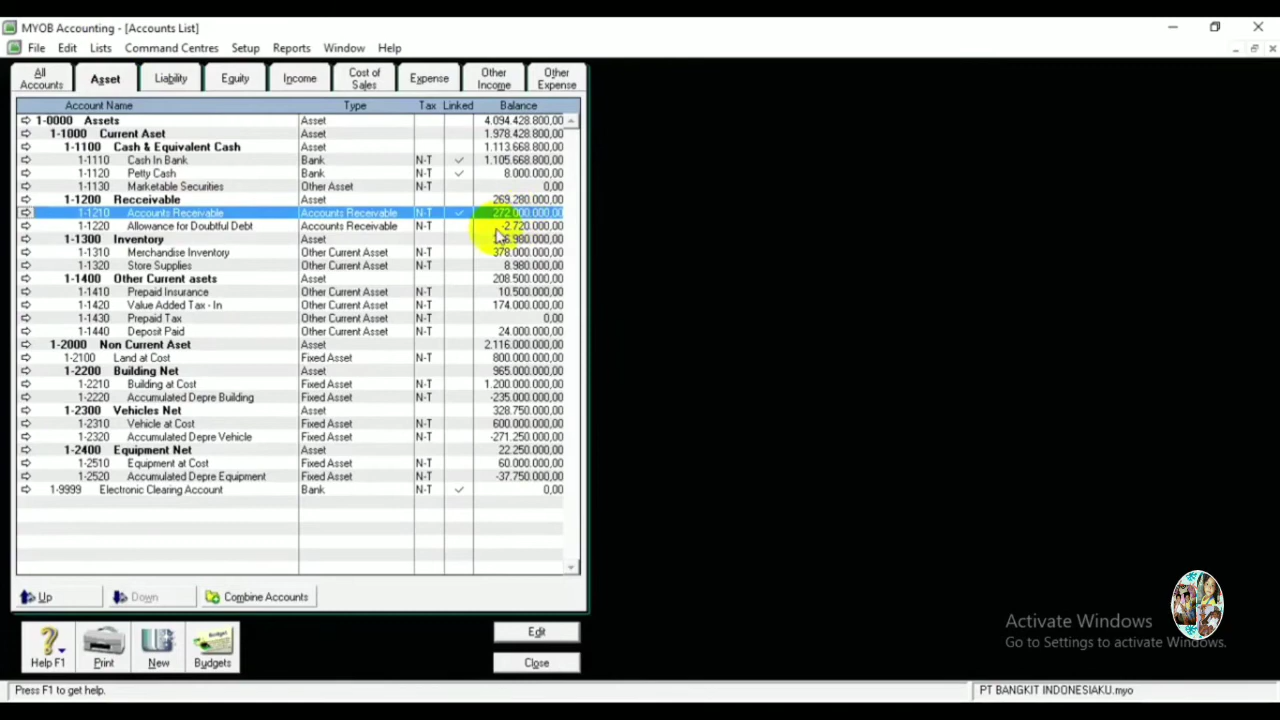 MYOB Accounting - [Accounts List]
File Edit Lists Command Centres Setup Reports Window Help
All Accounts Asset Liability Equity Income Cost of Sales Expense Other Income Other Expense
Account Name Type Tax Linked Balance
1-0000 Assets Asset 4.094.428.800,00
1-1000 Current Aset Asset 1.978.428.800,00
1-1100 Cash & Equivalent Cash Asset 1.113.668.800,00
1-1110 Cash In Bank Bank N-T 1.105.668.800,00
1-1120 Petty Cash Bank N-T 8.000.000,00
1-1130 Marketable Securities Other Asset N-T 0,00
1-1200 Recceivable Asset 269.280.000,00
1-1210 Accounts Receivable Accounts Receivable N-T 272.000.000,00
1-1220 Allowance for Doubtful Debt Accounts Receivable N-T -2.720.000,00
1-1300 Inventory Asset
1-1310 Merchandise Inventory Other Current Asset N-T 378.000.000,00
1-1320 Store Supplies Other Current Asset N-T 8.980.000,00
1-1400 Other Current assets Asset 208.500.000,00
1-1410 Prepaid Insurance Other Current Asset N-T 10.500.000,00
1-1420 Value Added Tax - In Other Current Asset N-T 174.000.000,00
1-1430 Prepaid Tax Other Current Asset N-T 0,00
1-1440 Deposit Paid Other Current Asset N-T 24.000.000,00
1-2000 Non Current Aset Asset 2.116.000.000,00
1-2100 Land at Cost Fixed Asset N-T 800.000.000,00
1-2200 Building Net Asset 965.000.000,00
1-2210 Building at Cost Fixed Asset N-T 1.200.000.000,00
1-2220 Accumulated Depre Building Fixed Asset N-T -235.000.000,00
1-2300 Vehicles Net Asset 328.750.000,00
1-2310 Vehicle at Cost Fixed Asset N-T 600.000.000,00
1-2320 Accumulated Depre Vehicle Fixed Asset N-T -271.250.000,00
1-2400 Equipment Net Asset 22.250.000,00
1-2510 Equipment at Cost Fixed Asset N-T 60.000.000,00
1-2520 Accumulated Depre Equipment Fixed Asset N-T -37.750.000,00
1-9999 Electronic Clearing Account Bank N-T 0,00
Up Down Combine Accounts
Help F1 Print New Budgets
Edit
Close
Activate Windows
Go to Settings to activate Windows.
Press F1 to get help. PT BANGKIT INDONESIAKU.myo